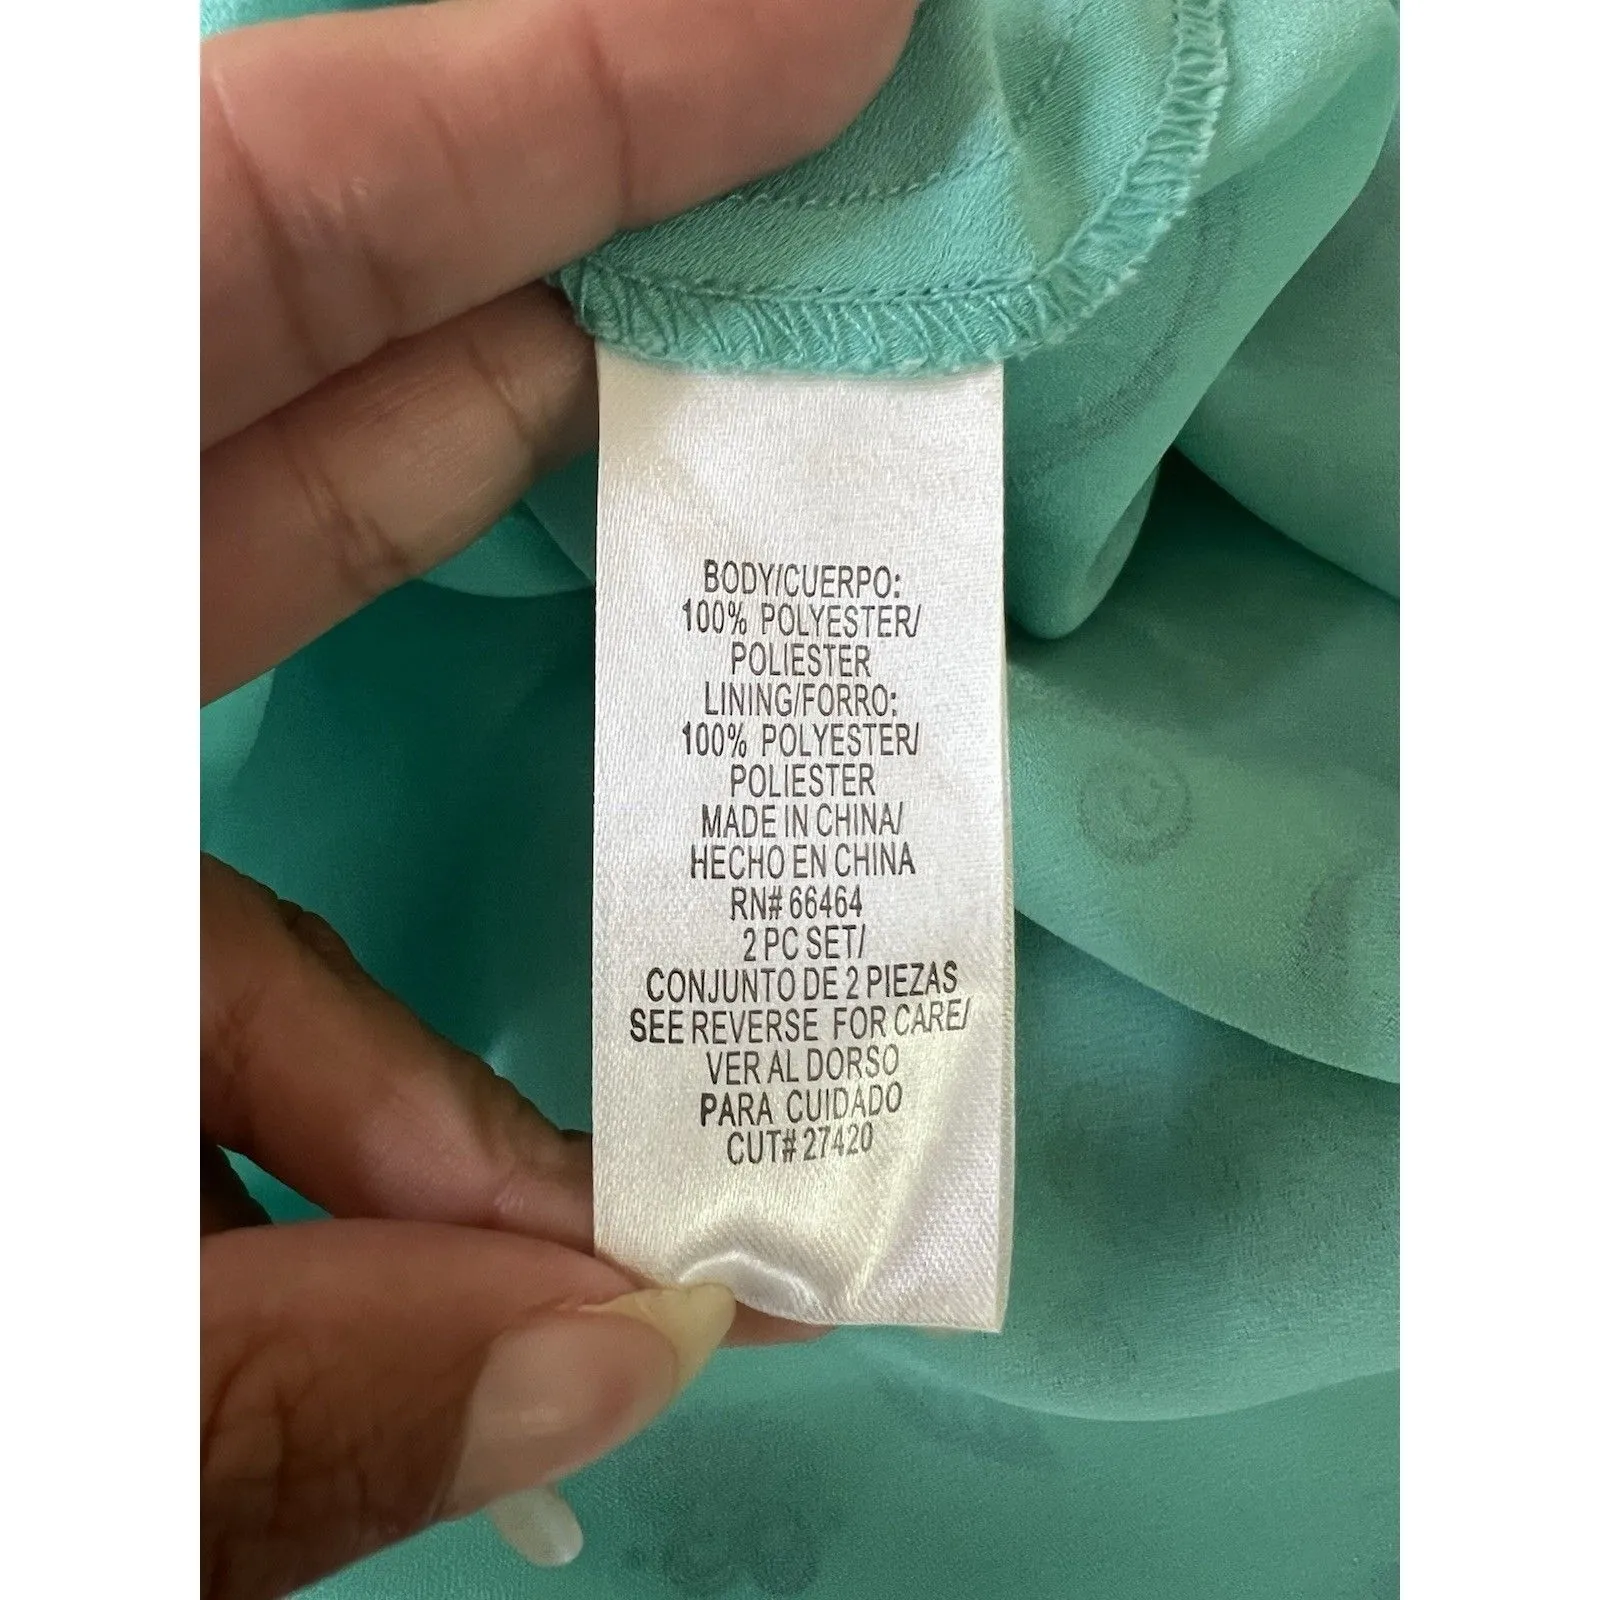 BODY/CUERPO:
100% POLYESTER/
POLIESTER
LINING/FORRO:
100% POLYESTER/
POLIESTER
MADE IN CHINA/
HECHO EN CHINA
RN# 66464
2 PC SET/
CONJUNTO DE 2 PIEZAS
SEE REVERSE FOR CARE/
VER AL DORSO
PARA CUIDADO
CUT# 27420